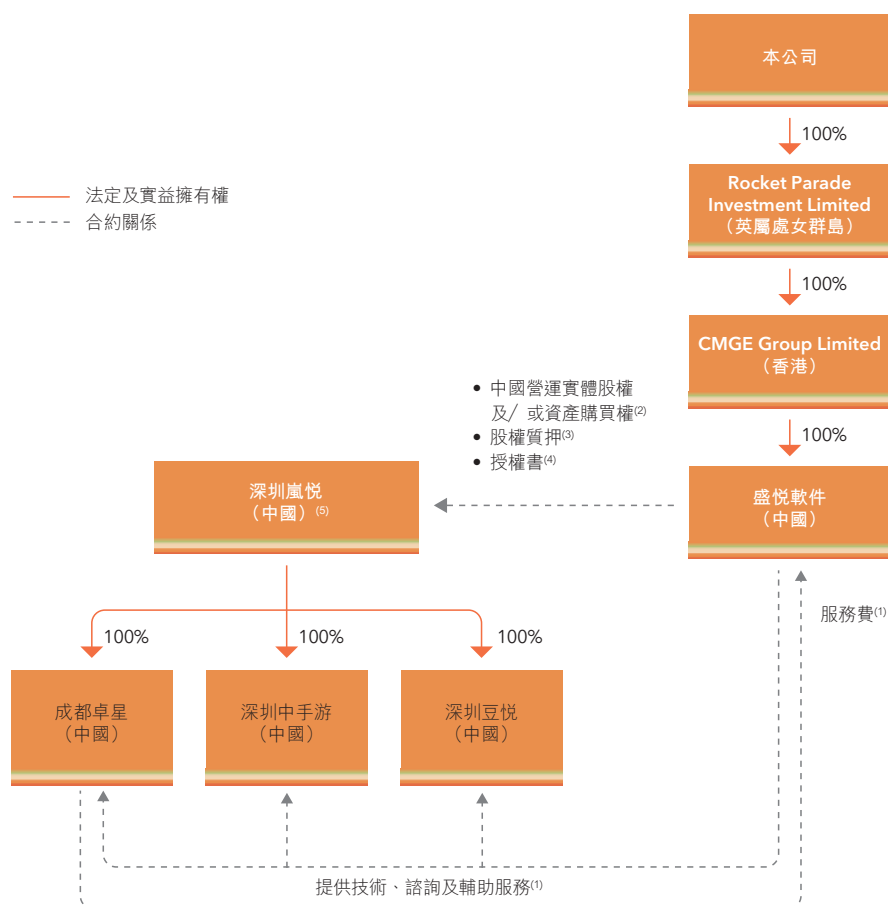 本公司
100%
法定及實益擁有權
合約關係
Rocket Parade
Investment Limited
（英屬處女群島）
100%
CMGE Group Limited
（香港）
• 中國營運實體股權
及/ 或資產購買權(2)
• 股權質押(3)
• 授權書(4)
100%
深圳嵐悦
（中國）(5)
盛悦軟件
（中國）
服務費(1)
100%
100%
100%
成都卓星
（中國）
深圳中手游
（中國）
深圳豆悦
（中國）
提供技術、諮詢及輔助服務(1)